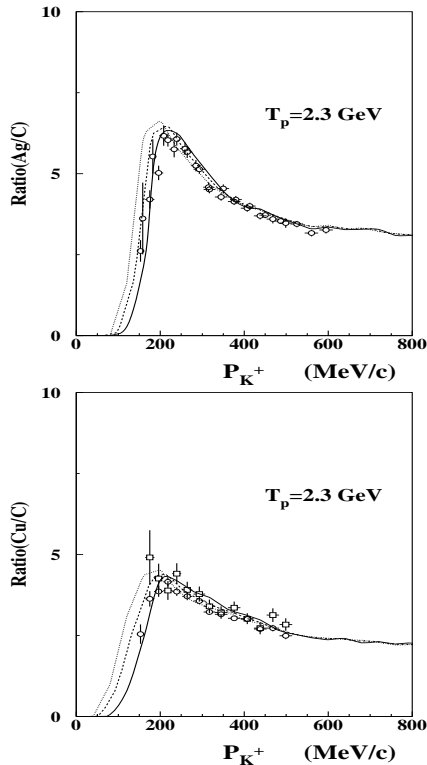 10
Ratio(Ag/C)
T_p=2.3 GeV
5
0
0 200 400 600 800
P_K+ (MeV/c)
10
Ratio(Cu/C)
T_p=2.3 GeV
5
0
0 200 400 600 800
P_K+ (MeV/c)